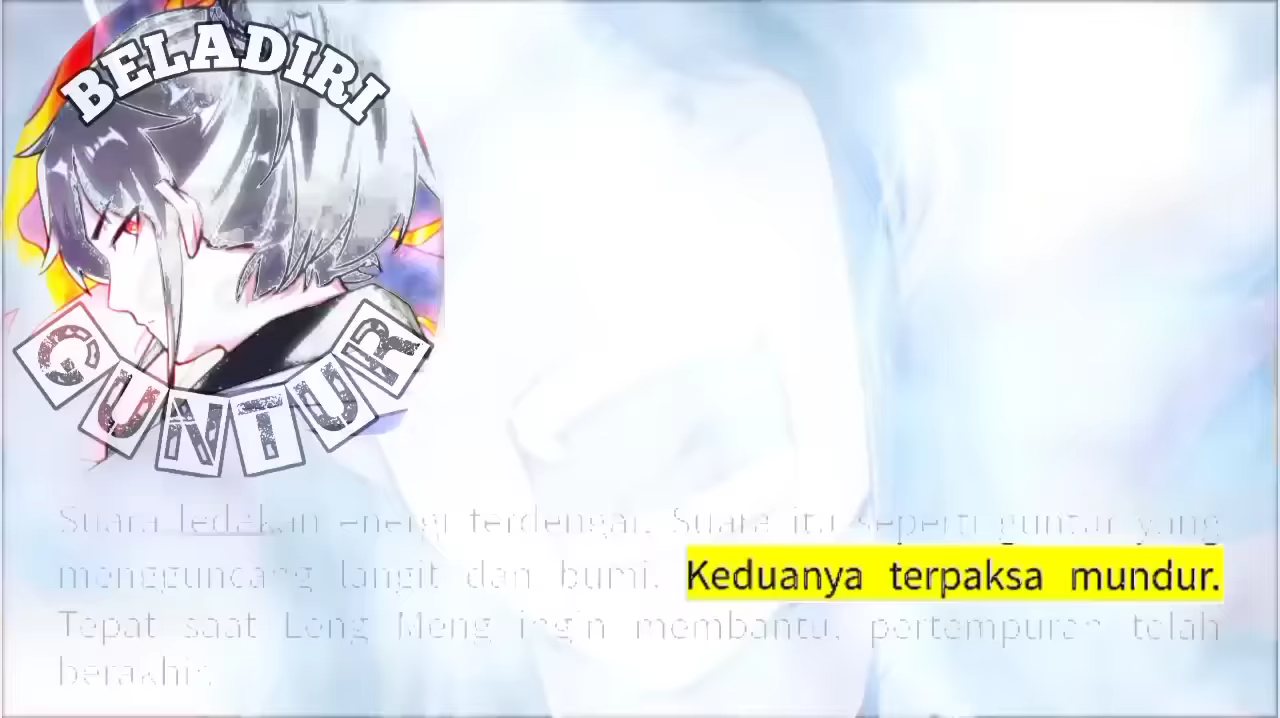 BELADIRI
GUNTUR
Suara ledakan energi terdengar. Suara itu seperti guntur yang
mengguncang langit dan bumi. Keduanya terpaksa mundur.
Tepat saat Leng Meng ingin membantu, pertempuran telah
berakhir.